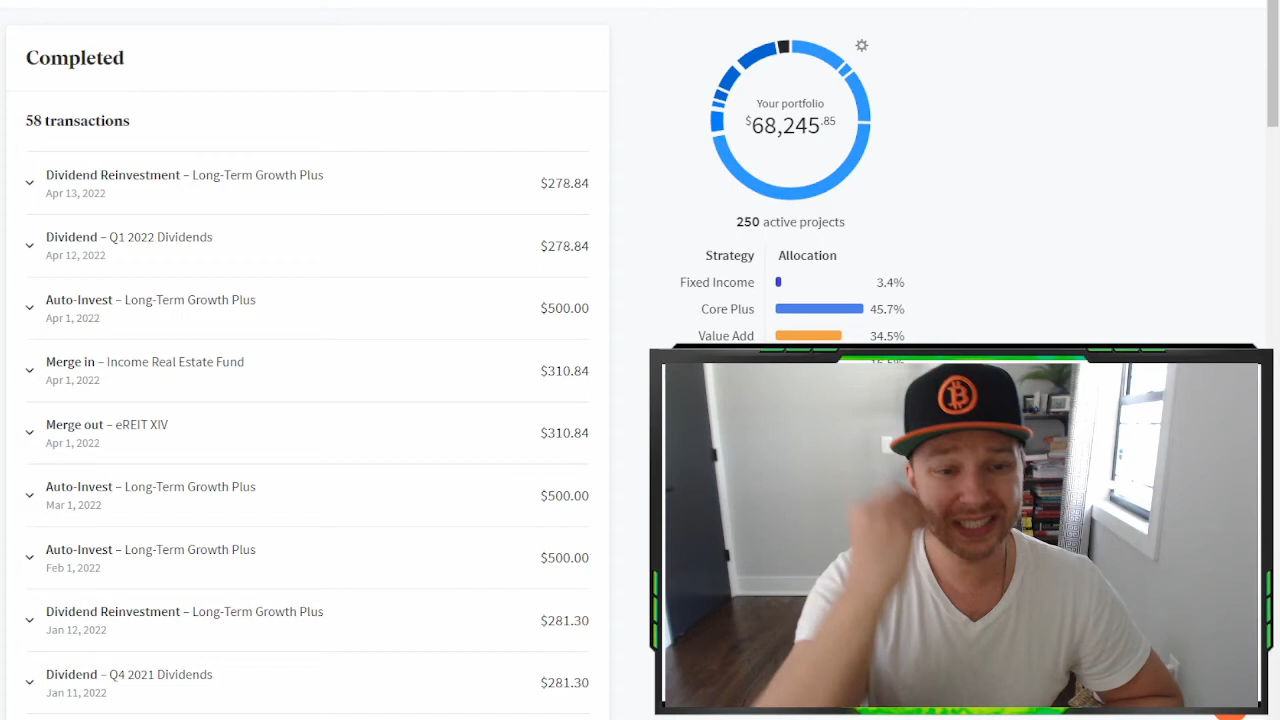 Completed
58 transactions
Dividend Reinvestment – Long-Term Growth Plus
Apr 13, 2022
$278.84
Dividend – Q1 2022 Dividends
Apr 12, 2022
$278.84
Auto-Invest – Long-Term Growth Plus
Apr 1, 2022
$500.00
Merge in – Income Real Estate Fund
Apr 1, 2022
$310.84
Merge out – eREIT XIV
Apr 1, 2022
$310.84
Auto-Invest – Long-Term Growth Plus
Mar 1, 2022
$500.00
Auto-Invest – Long-Term Growth Plus
Feb 1, 2022
$500.00
Dividend Reinvestment – Long-Term Growth Plus
Jan 12, 2022
$281.30
Dividend – Q4 2021 Dividends
Jan 11, 2022
$281.30
Your portfolio
$68,245.85
250 active projects
Strategy Allocation
Fixed Income 3.4%
Core Plus 45.7%
Value Add 34.5%
B